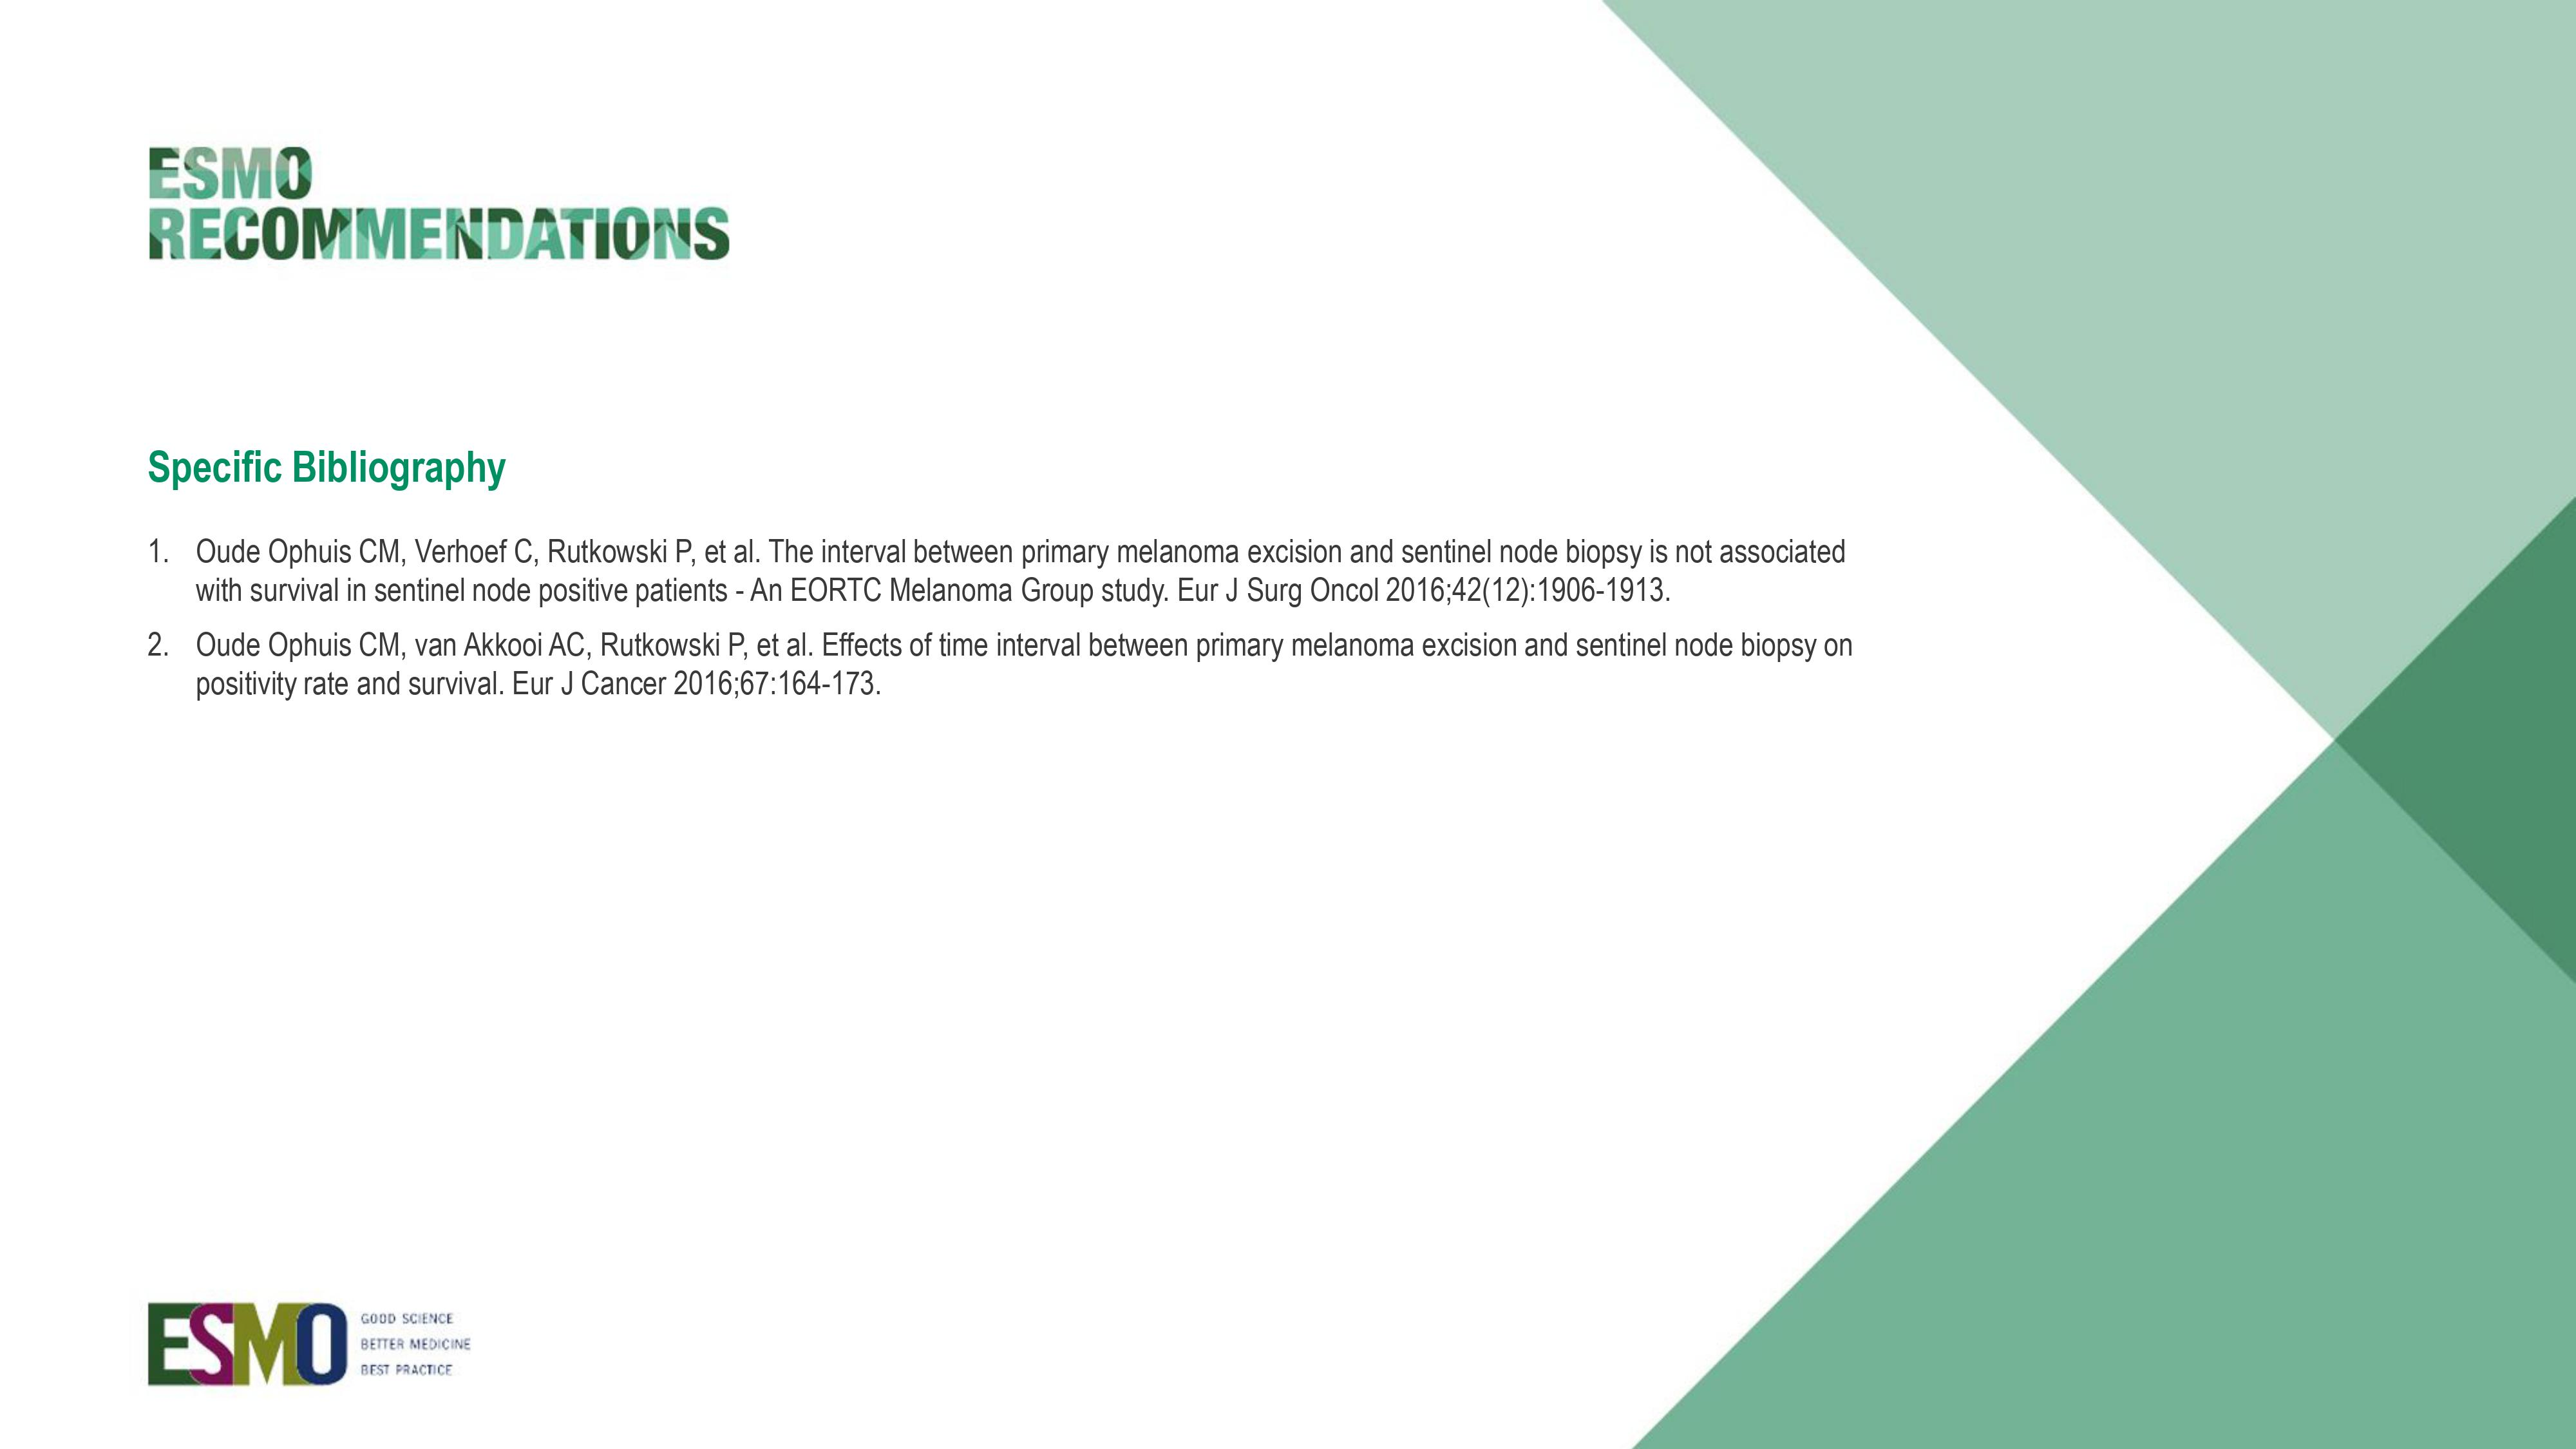 ESMO
RECOMMENDATIONS
Specific Bibliography
1. Oude Ophuis CM, Verhoef C, Rutkowski P, et al. The interval between primary melanoma excision and sentinel node biopsy is not associated
with survival in sentinel node positive patients - An EORTC Melanoma Group study. Eur J Surg Oncol 2016;42(12):1906-1913.
2. Oude Ophuis CM, van Akkooi AC, Rutkowski P, et al. Effects of time interval between primary melanoma excision and sentinel node biopsy on
positivity rate and survival. Eur J Cancer 2016;67:164-173.
ESMO
GOOD SCIENCE
BETTER MEDICINE
BEST PRACTICE